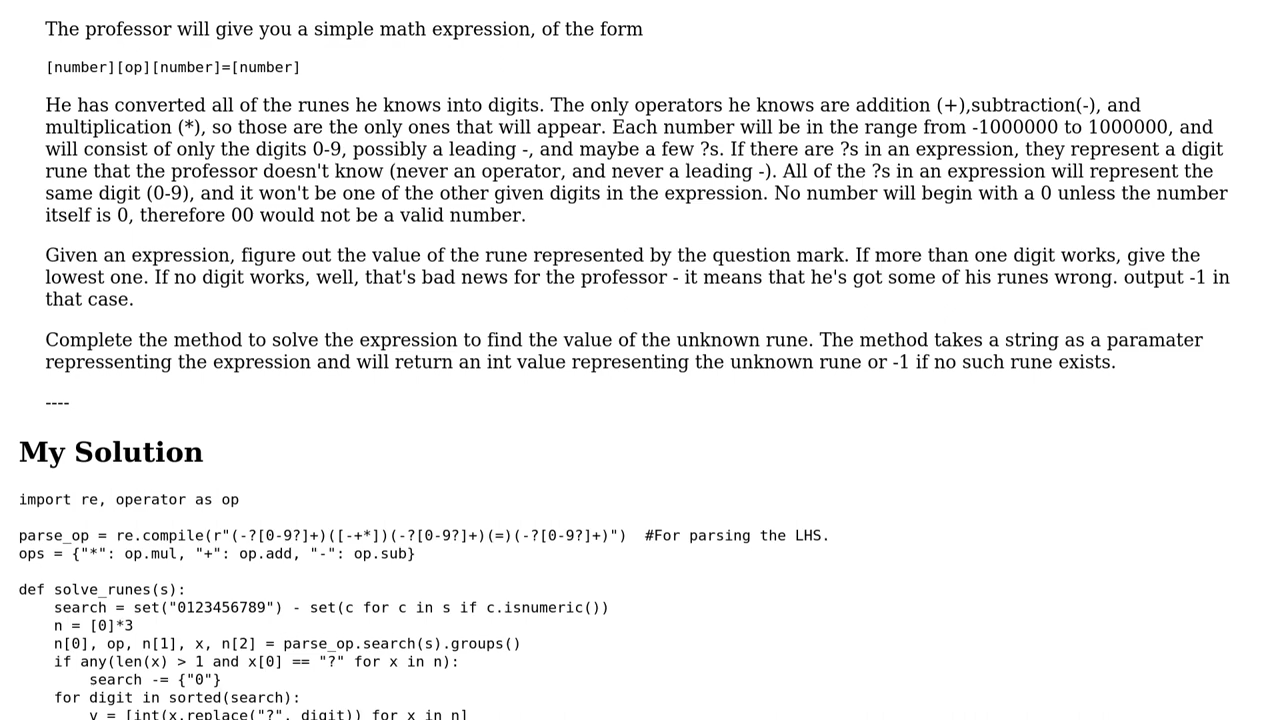 The professor will give you a simple math expression, of the form
[number][op][number]=[number]
He has converted all of the runes he knows into digits. The only operators he knows are addition (+),subtraction(-), and
multiplication (*), so those are the only ones that will appear. Each number will be in the range from -1000000 to 1000000, and
will consist of only the digits 0-9, possibly a leading -, and maybe a few ?s. If there are ?s in an expression, they represent a digit
rune that the professor doesn't know (never an operator, and never a leading -). All of the ?s in an expression will represent the
same digit (0-9), and it won't be one of the other given digits in the expression. No number will begin with a 0 unless the number
itself is 0, therefore 00 would not be a valid number.
Given an expression, figure out the value of the rune represented by the question mark. If more than one digit works, give the
lowest one. If no digit works, well, that's bad news for the professor - it means that he's got some of his runes wrong. output -1 in
that case.
Complete the method to solve the expression to find the value of the unknown rune. The method takes a string as a paramater
repressenting the expression and will return an int value representing the unknown rune or -1 if no such rune exists.
----
My Solution
import re, operator as op
parse_op = re.compile(r"(-?[0-9?]+)([-+*])(-?[0-9?]+)(=)(-?[0-9?]+)")  #For parsing the LHS.
ops = {"*": op.mul, "+": op.add, "-": op.sub}
def solve_runes(s):
    search = set("0123456789") - set(c for c in s if c.isnumeric())
    n = [0]*3
    n[0], op, n[1], x, n[2] = parse_op.search(s).groups()
    if any(len(x) > 1 and x[0] == "?" for x in n):
        search -= {"0"}
    for digit in sorted(search):
        v = [int(x.replace("?", digit)) for x in n]